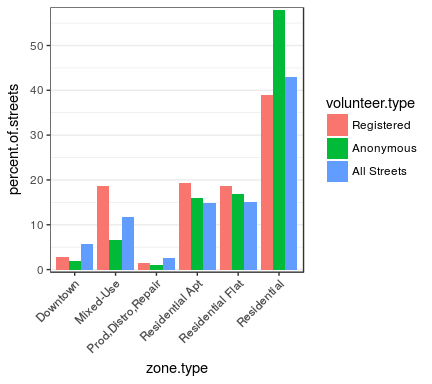 percent.of.streets
50
40
30
20
10
0
Downtown
Mixed-Use
Prod,Distro,Repair
Residential Apt
Residential Flat
Residential
zone.type
volunteer.type
Registered
Anonymous
All Streets